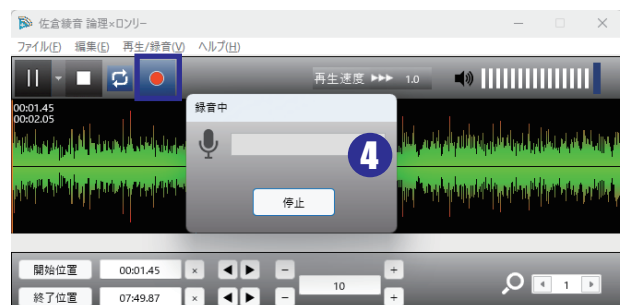 佐倉綾音 論理×ロンリー
ファイル(F) 編集(E) 再生/録音(V) ヘルプ(H)
再生速度 ▶▶▶ 1.0
00:01.45
00:02.05
録音中
4
停止
開始位置 00:01.45 × ◀ ▶ − 10 +
終了位置 07:49.87 × ◀ ▶ − + 1